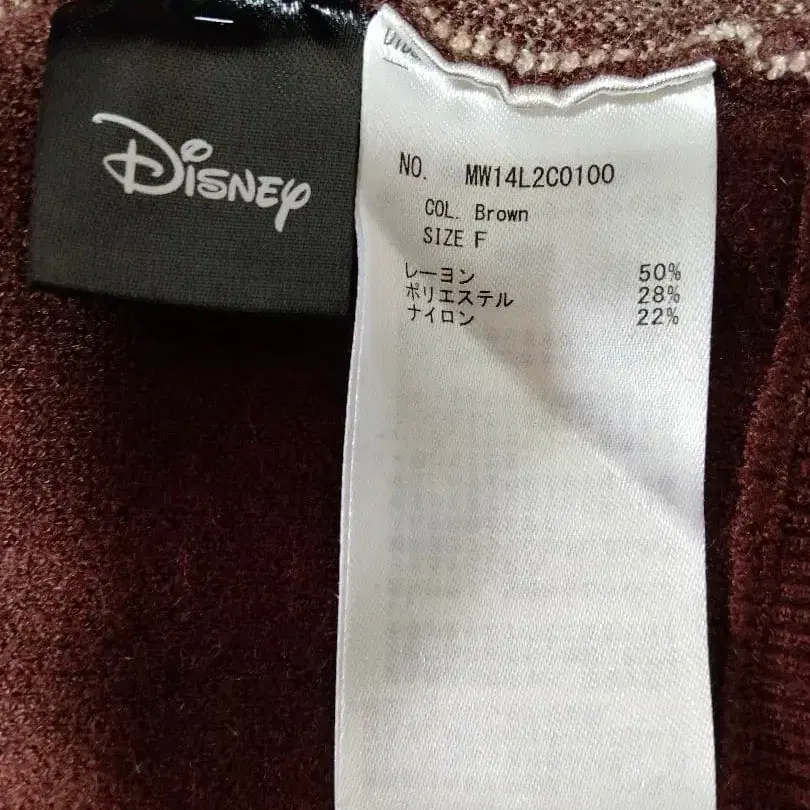 Disney
NO. MW14L2C0100
COL. Brown
SIZE F
レーヨン 50%
ポリエステル 28%
ナイロン 22%